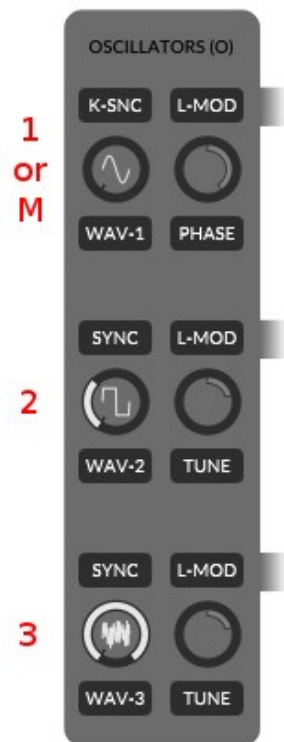 OSCILLATORS (O)
K-SNC L-MOD
1
or
M
WAV-1 PHASE
SYNC L-MOD
2
WAV-2 TUNE
SYNC L-MOD
3
WAV-3 TUNE